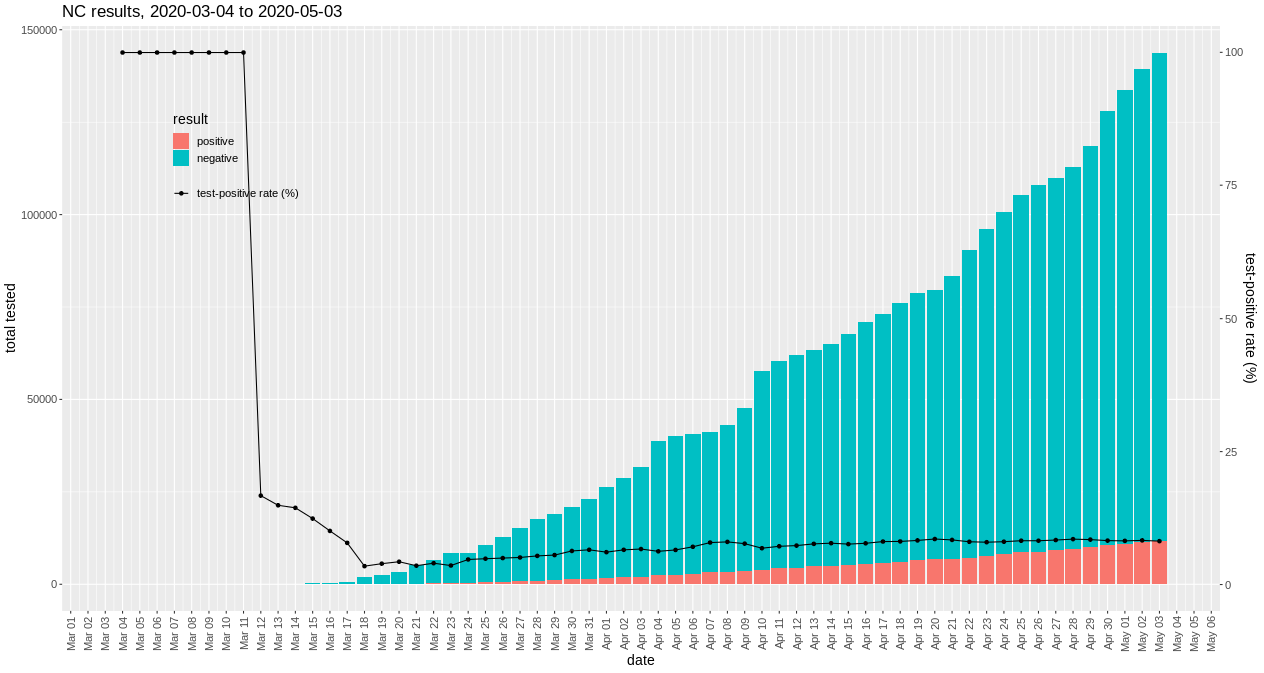 NC results, 2020-03-04 to 2020-05-03
150000
100000
50000
0
total tested
result
positive
negative
test-positive rate (%)
100
75
50
25
0
test-positive rate (%)
Mar 01
Mar 02
Mar 03
Mar 04
Mar 05
Mar 06
Mar 07
Mar 08
Mar 09
Mar 10
Mar 11
Mar 12
Mar 13
Mar 14
Mar 15
Mar 16
Mar 17
Mar 18
Mar 19
Mar 20
Mar 21
Mar 22
Mar 23
Mar 24
Mar 25
Mar 26
Mar 27
Mar 28
Mar 29
Mar 30
Mar 31
Apr 01
Apr 02
Apr 03
Apr 04
Apr 05
Apr 06
Apr 07
Apr 08
Apr 09
Apr 10
Apr 11
Apr 12
Apr 13
Apr 14
Apr 15
Apr 16
Apr 17
Apr 18
Apr 19
Apr 20
Apr 21
Apr 22
Apr 23
Apr 24
Apr 25
Apr 26
Apr 27
Apr 28
Apr 29
Apr 30
May 01
May 02
May 03
May 04
May 05
May 06
date